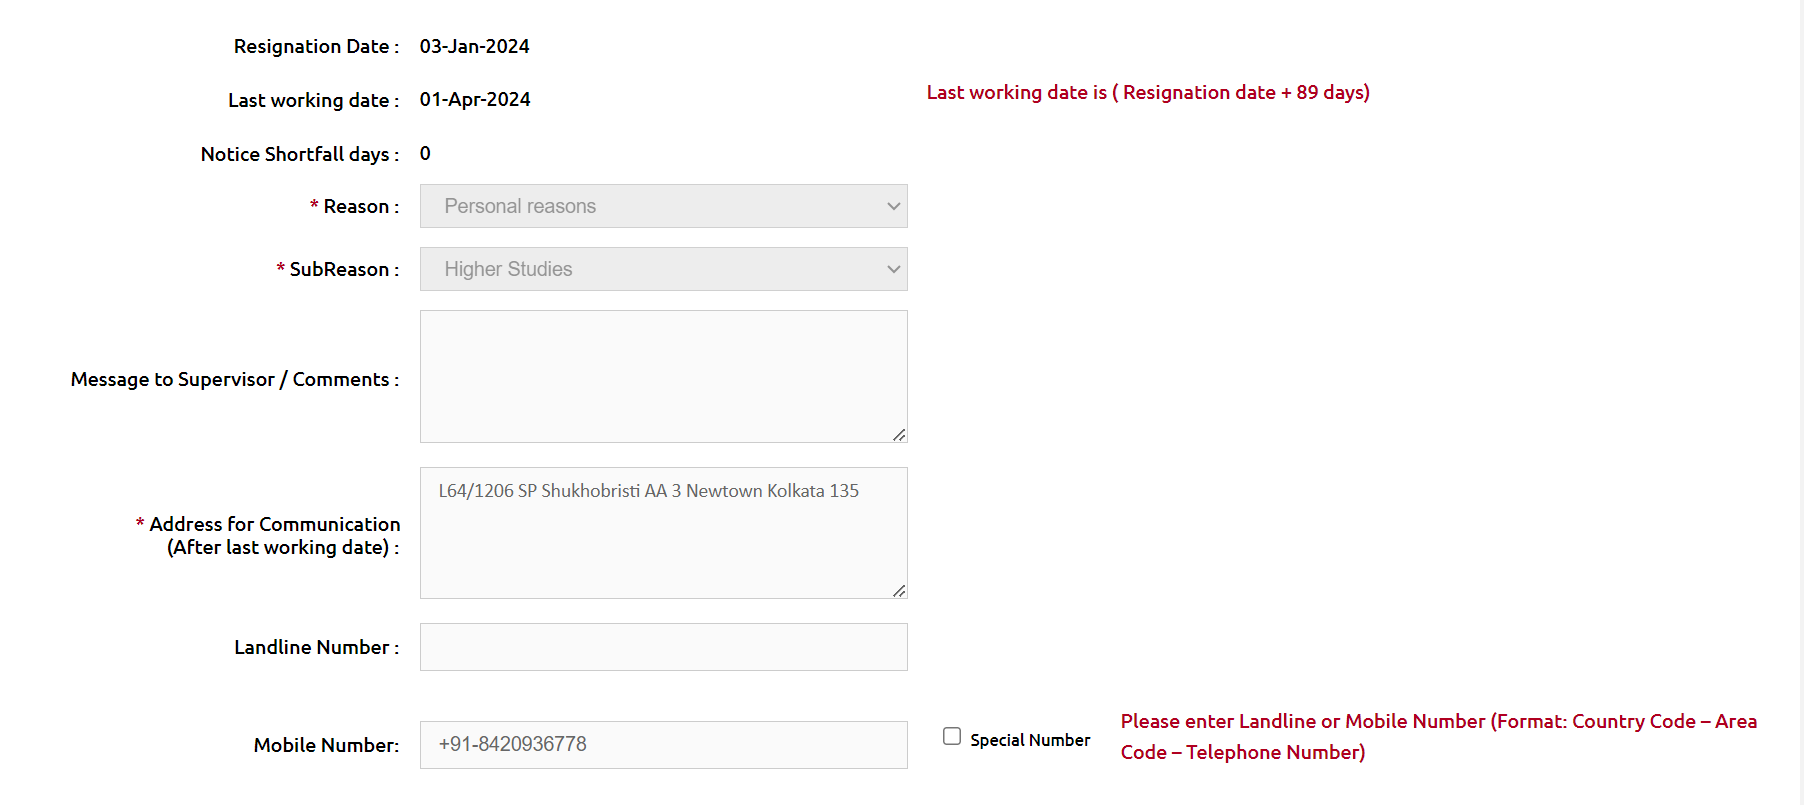 Resignation Date : 03-Jan-2024
Last working date : 01-Apr-2024 Last working date is ( Resignation date + 89 days)
Notice Shortfall days : 0
* Reason : Personal reasons
* SubReason : Higher Studies
Message to Supervisor / Comments :
* Address for Communication
(After last working date) :
L64/1206 SP Shukhobristi AA 3 Newtown Kolkata 135
Landline Number :
Mobile Number: +91-8420936778 Special Number
Please enter Landline or Mobile Number (Format: Country Code – Area
Code – Telephone Number)